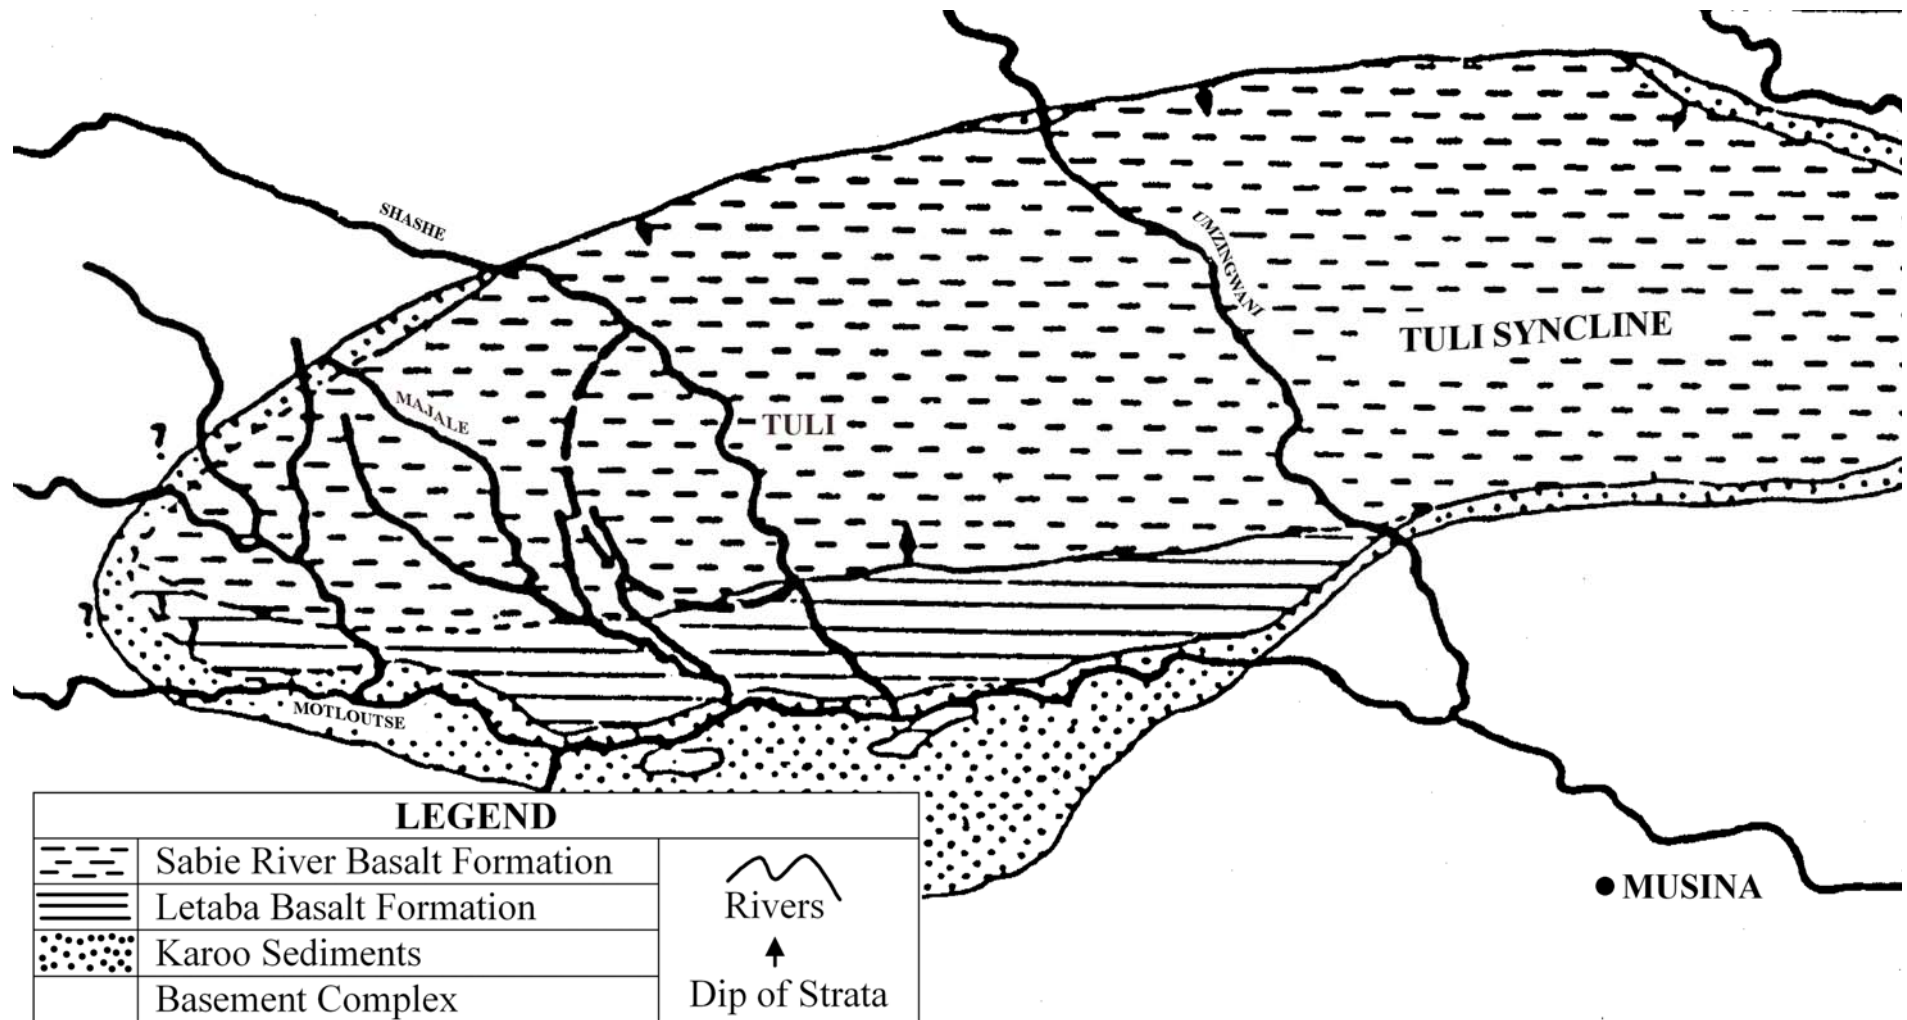 SHASHE
UMZINGWANI
TULI SYNCLINE
MAJALE
TULI
?
?
MOTLOUTSE
LEGEND
Sabie River Basalt Formation
Letaba Basalt Formation
Karoo Sediments
Basement Complex
Rivers
Dip of Strata
MUSINA